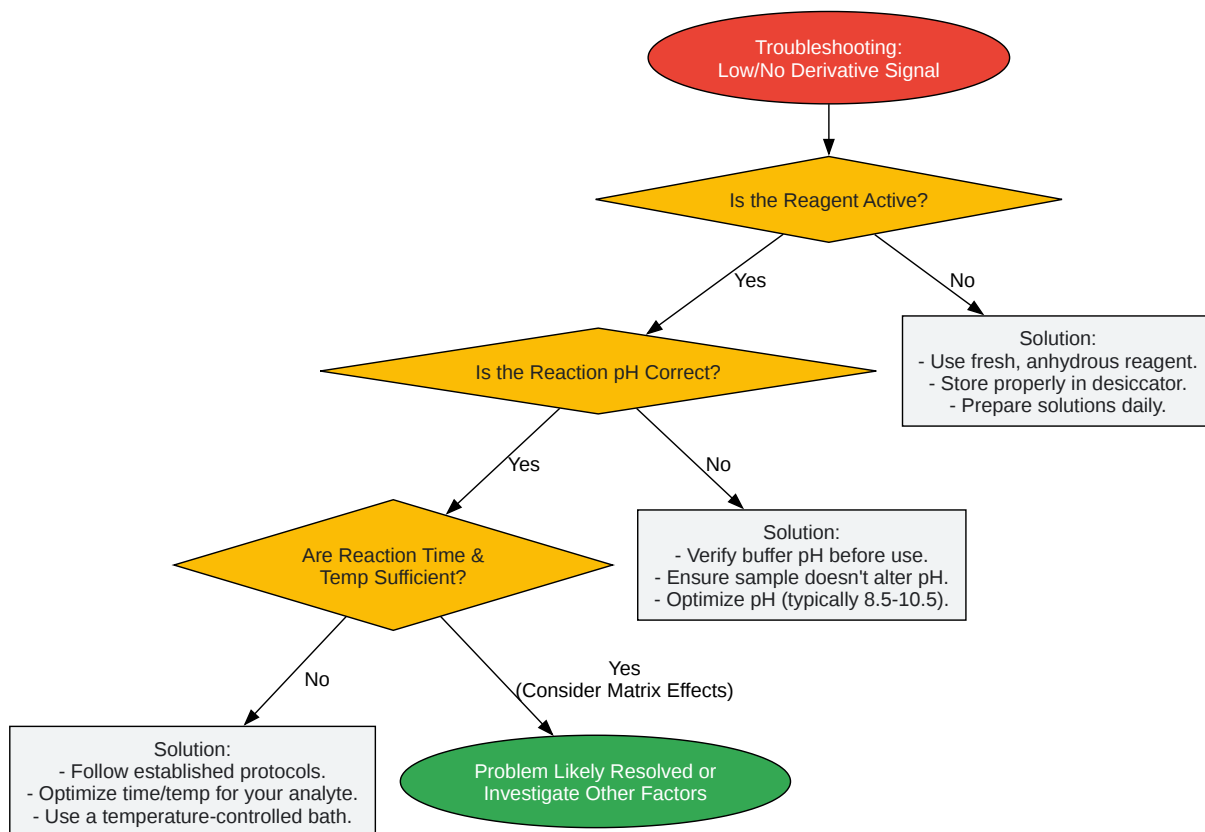 Troubleshooting:
Low/No Derivative Signal
Is the Reagent Active?
Yes
No
Solution:
- Use fresh, anhydrous reagent.
- Store properly in desiccator.
- Prepare solutions daily.
Is the Reaction pH Correct?
Yes
No
Solution:
- Verify buffer pH before use.
- Ensure sample doesn't alter pH.
- Optimize pH (typically 8.5-10.5).
Are Reaction Time &
Temp Sufficient?
No
Yes
(Consider Matrix Effects)
Solution:
- Follow established protocols.
- Optimize time/temp for your analyte.
- Use a temperature-controlled bath.
Problem Likely Resolved or
Investigate Other Factors